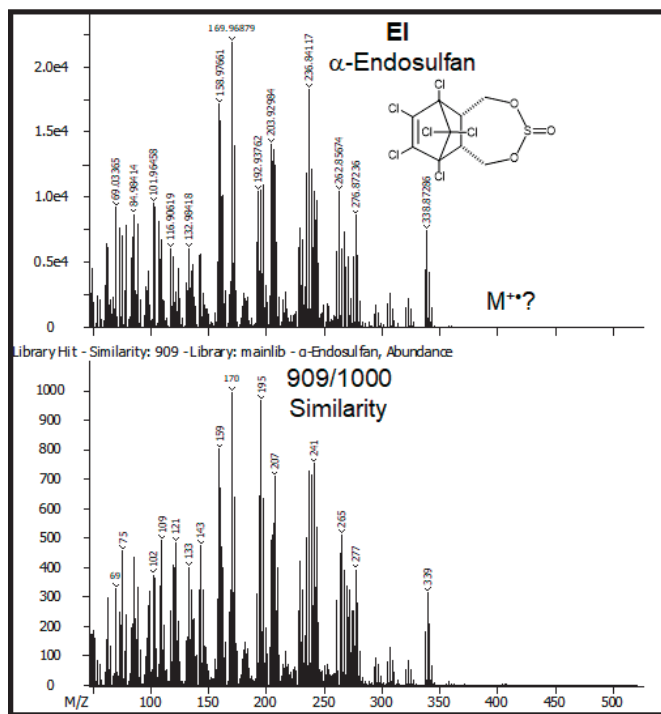 EI
α-Endosulfan
169.96879
236.84117
158.97661
203.92984
192.93762
262.85674
276.87236
338.87286
69.03365
84.98414
101.96458
116.90619
132.98418
2.0e4
1.5e4
1.0e4
0.5e4
0
Cl
Cl
Cl
Cl
Cl
Cl
O
S
O
O
M+•?
Library Hit - Similarity: 909 - Library: mainlib - α-Endosulfan, Abundance
909/1000
Similarity
1000
900
800
700
600
500
400
300
200
100
0
69
75
102
109
121
133
143
159
170
195
207
241
265
277
339
M/Z 100 150 200 250 300 350 400 450 500